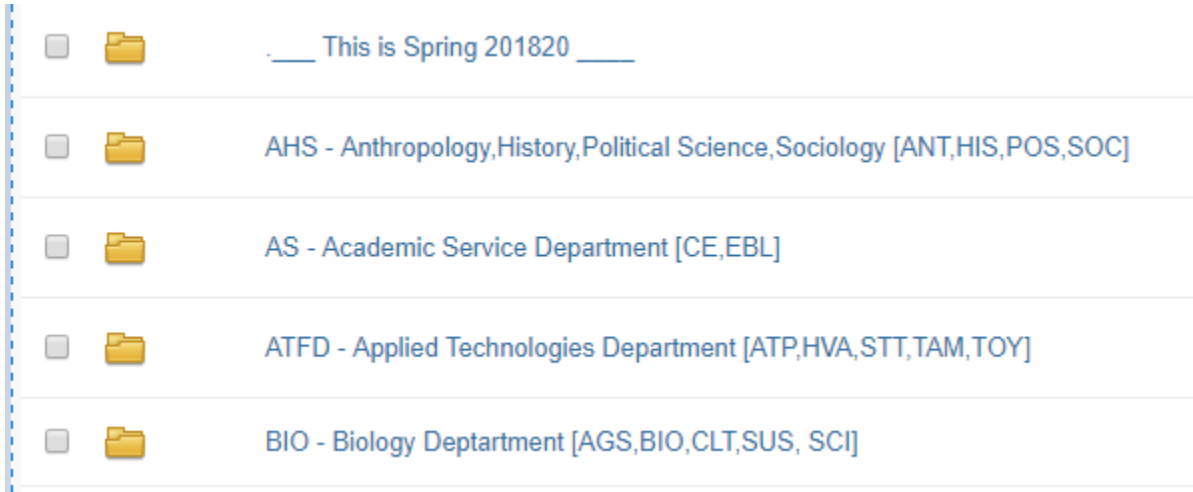 .___ This is Spring 201820 ____
AHS - Anthropology,History,Political Science,Sociology [ANT,HIS,POS,SOC]
AS - Academic Service Department [CE,EBL]
ATFD - Applied Technologies Department [ATP,HVA,STT,TAM,TOY]
BIO - Biology Deptartment [AGS,BIO,CLT,SUS, SCI]